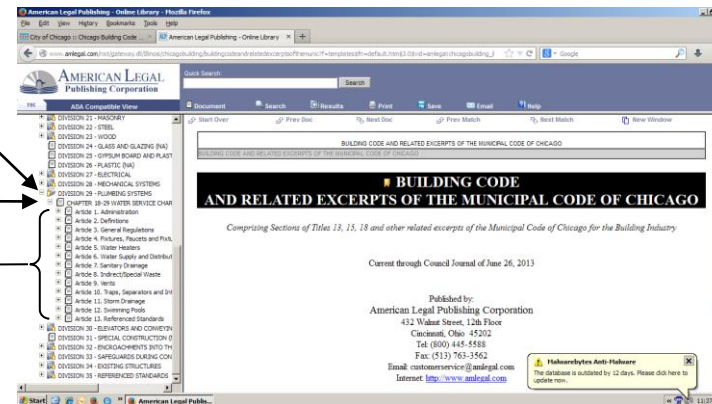 American Legal Publishing - Online Library - Mozilla Firefox
File Edit View History Bookmarks Tools Help
City of Chicago :: Chicago Building Code ... × American Legal Publishing - Online Library × +
Google
AMERICAN LEGAL
Publishing Corporation
Quick Search
Search
TOC ADA Compatible View
Document Search Results Print Save Email Help
Start Over Prev Doc Next Doc Prev Match Next Match New Window
DIVISION 21 - MASONRY
DIVISION 22 - STEEL
DIVISION 23 - WOOD
DIVISION 24 - GLASS AND GLAZING (NA)
DIVISION 25 - GYPSUM BOARD AND PLAST
DIVISION 26 - PLASTIC (NA)
DIVISION 27 - ELECTRICAL
DIVISION 28 - MECHANICAL SYSTEMS
DIVISION 29 - PLUMBING SYSTEMS
CHAPTER 18-29 WATER SERVICE CHAR
Article 1. Administration
Article 2. Definitions
Article 3. General Regulations
Article 4. Fixtures, Faucets and Fixtu
Article 5. Water Heaters
Article 6. Water Supply and Distribut
Article 7. Sanitary Drainage
Article 8. Indirect/Special Waste
Article 9. Vents
Article 10. Traps, Separators and Int
Article 11. Storm Drainage
Article 12. Swimming Pools
Article 13. Referenced Standards
DIVISION 30 - ELEVATORS AND CONVEYIN
DIVISION 31 - SPECIAL CONSTRUCTION (
DIVISION 32 - ENCROACHMENTS INTO TH
DIVISION 33 - SAFEGUARDS DURING CON
DIVISION 34 - EXISTING STRUCTURES
DIVISION 35 - REFERENCED STANDARDS
BUILDING CODE AND RELATED EXCERPTS OF THE MUNICIPAL CODE OF CHICAGO
BUILDING CODE AND RELATED EXCERPTS OF THE MUNICIPAL CODE OF CHICAGO
BUILDING CODE
AND RELATED EXCERPTS OF THE MUNICIPAL CODE OF CHICAGO
Comprising Sections of Titles 13, 15, 18 and other related excerpts of the Municipal Code of Chicago for the Building Industry
Current through Council Journal of June 26, 2013
Published by:
American Legal Publishing Corporation
432 Walnut Street, 12th Floor
Cincinnati, Ohio 45202
Tel: (800) 445-5588
Fax: (513) 763-3562
Email: customerservice@amlegal.com
Internet: http://www.amlegal.com
Malwarebytes Anti-Malware
The database is outdated by 12 days. Please click here to
update now.
Start American Legal Publis... 11:37